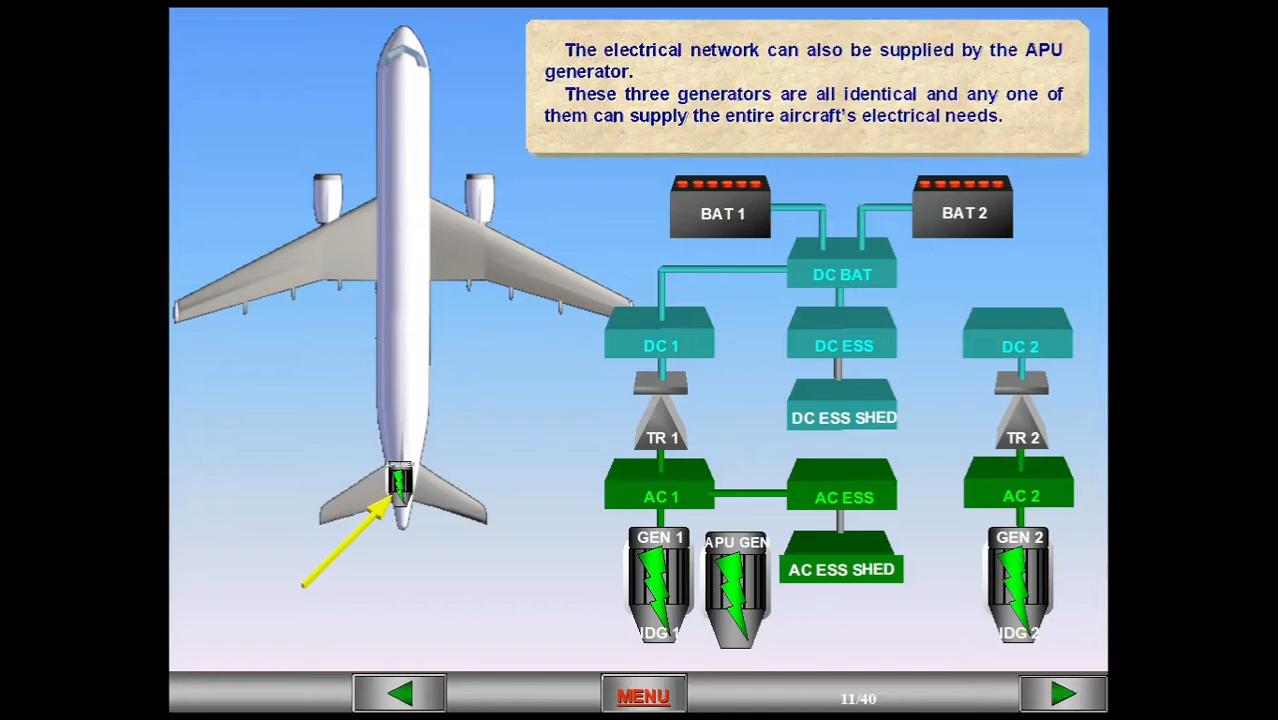 The electrical network can also be supplied by the APU
generator.
These three generators are all identical and any one of
them can supply the entire aircraft's electrical needs.
BAT 1
BAT 2
DC BAT
DC 1
DC ESS
DC 2
DC ESS SHED
TR 1
TR 2
AC 1
AC ESS
AC 2
GEN 1
APU GEN
GEN 2
AC ESS SHED
IDG 1
IDG 2
APU GEN
MENU
11/40